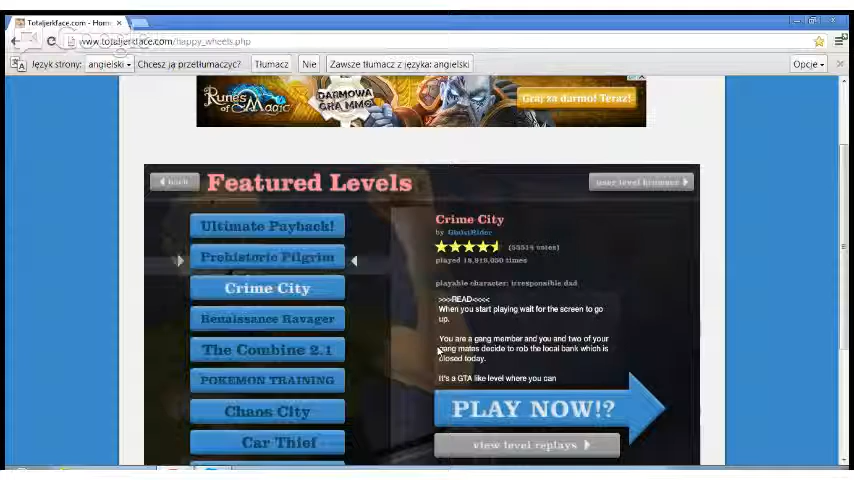 Totaljerkface.com - Hom
www.totaljerkface.com/happy_wheels.php
Język strony: angielski Chcesz ją przetłumaczyć? Tłumacz Nie Zawsze tłumacz z języka: angielski Opcje
Runes of Magic
DARMOWA GRA MMO
Graj za darmo! Teraz!
back
Featured Levels
user level browser
Ultimate Payback!
Prehistoric Pilgrim
Crime City
Renaissance Ravager
The Combine 2.1
POKEMON TRAINING
Chaos City
Car Thief
Crime City
by
votes)
played
times
playable character: irresponsible dad
>>>READ<<<<
When you start playing wait for the screen to go
up.
You are a gang member and you and two of your
gang mates decide to rob the local bank which is
closed today.
It's a GTA like level where you can
PLAY NOW!?
view level replays